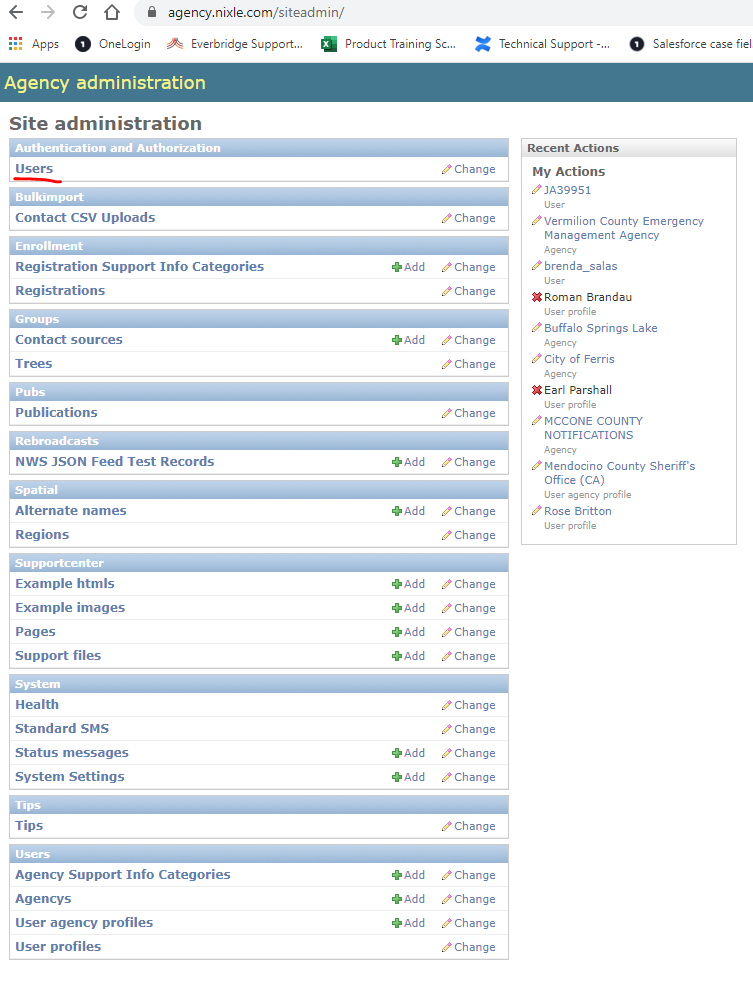 agency.nixle.com/siteadmin/
Apps
OneLogin
Everbridge Support...
Product Training Sc...
Technical Support -...
Salesforce case fiel
Agency administration
Site administration
Authentication and Authorization
Users Change
Bulkimport
Contact CSV Uploads Change
Enrollment
Registration Support Info Categories Add Change
Registrations Change
Groups
Contact sources Add Change
Trees Change
Pubs
Publications Change
Rebroadcasts
NWS JSON Feed Test Records Add Change
Spatial
Alternate names Add Change
Regions Change
Supportcenter
Example htmls Add Change
Example images Add Change
Pages Add Change
Support files Add Change
System
Health Change
Standard SMS Change
Status messages Add Change
System Settings Add Change
Tips
Tips Change
Users
Agency Support Info Categories Add Change
Agencys Add Change
User agency profiles Add Change
User profiles Change
Recent Actions
My Actions
JA39951
User
Vermilion County Emergency
Management Agency
Agency
brenda_salas
User
Roman Brandau
User profile
Buffalo Springs Lake
Agency
City of Ferris
Agency
Earl Parshall
User profile
MCCONE COUNTY
NOTIFICATIONS
Agency
Mendocino County Sheriff's
Office (CA)
User agency profile
Rose Britton
User profile